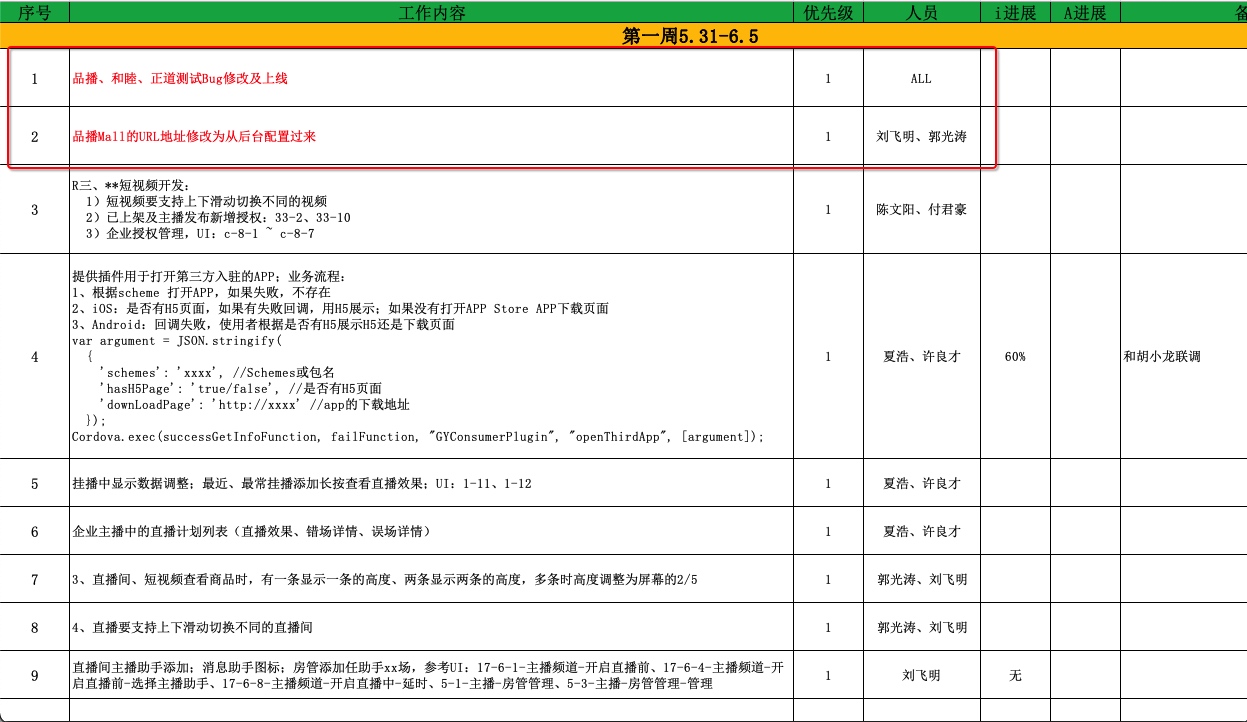 序号 工作内容 优先级 人员 i进展 A进展
第一周5.31-6.5
1 品播、和睦、正道测试Bug修改及上线 1 ALL
2 品播Mall的URL地址修改为从后台配置过来 1 刘飞明、郭光涛
R三、**短视频开发：
1）短视频要支持上下滑动切换不同的视频
3 2）已上架及主播发布新增授权：33-2、33-10 1 陈文阳、付君豪
3）企业授权管理，UI：c-8-1 ~ c-8-7
提供插件用于打开第三方入驻的APP；业务流程：
1、根据scheme 打开APP，如果失败，不存在
2、iOS：是否有H5页面，如果有失败回调，用H5展示；如果没有打开APP Store APP下载页面
3、Android：回调失败，使用者根据是否有H5展示H5还是下载页面
var argument = JSON.stringify(
4 { 1 夏浩、许良才 60% 和胡小龙联调
'schemes': 'xxxx', //Schemes或包名
'hasH5Page': 'true/false', //是否有H5页面
'downLoadPage': 'http://xxxx' //app的下载地址
});
Cordova.exec(successGetInfoFunction, failFunction, "GYConsumerPlugin", "openThirdApp", [argument]);
5 挂播中显示数据调整；最近、最常挂播添加长按查看直播效果；UI：1-11、1-12 1 夏浩、许良才
6 企业主播中的直播计划列表（直播效果、错场详情、误场详情） 1 夏浩、许良才
7 3、直播间、短视频查看商品时，有一条显示一条的高度、两条显示两条的高度，多条时高度调整为屏幕的2/5 1 郭光涛、刘飞明
8 4、直播要支持上下滑动切换不同的直播间 1 郭光涛、刘飞明
直播间主播助手添加；消息助手图标；房管添加任助手xx场，参考UI：17-6-1-主播频道-开启直播前、17-6-4-主播频道-开
9 启直播前-选择主播助手、17-6-8-主播频道-开启直播中-延时、5-1-主播-房管管理、5-3-主播-房管管理-管理 1 刘飞明 无